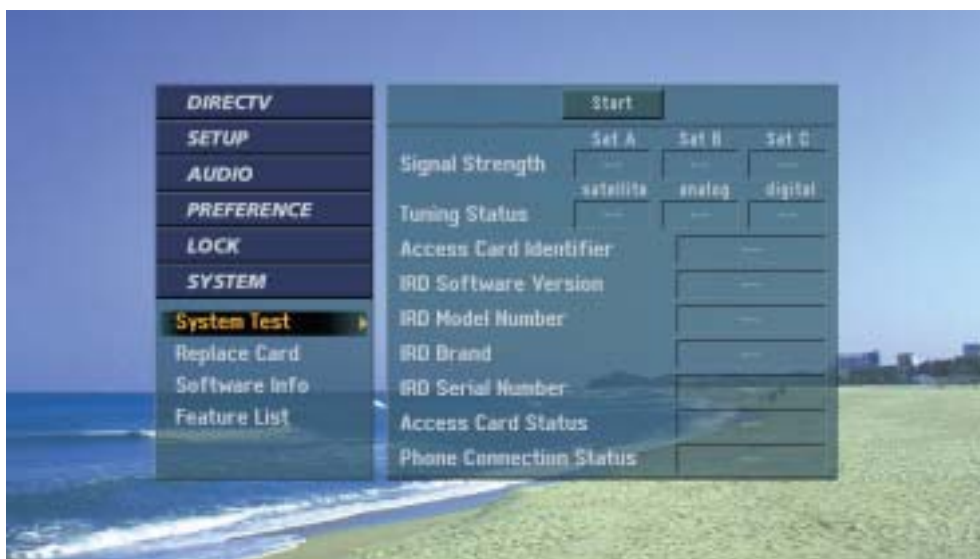 DIRECTV
SETUP
AUDIO
PREFERENCE
LOCK
SYSTEM
System Test
Replace Card
Software Info
Feature List
Start
Set A Set B Set C
Signal Strength --- --- ---
satellite analog digital
Tuning Status --- --- ---
Access Card Identifier ---
IRD Software Version ---
IRD Model Number ---
IRD Brand ---
IRD Serial Number ---
Access Card Status ---
Phone Connection Status ---